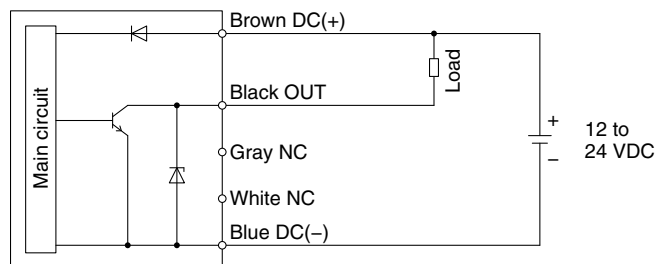 Brown DC(+)
Main circuit
Load
Black OUT
+
12 to
24 VDC
−
Gray NC
White NC
Blue DC(−)